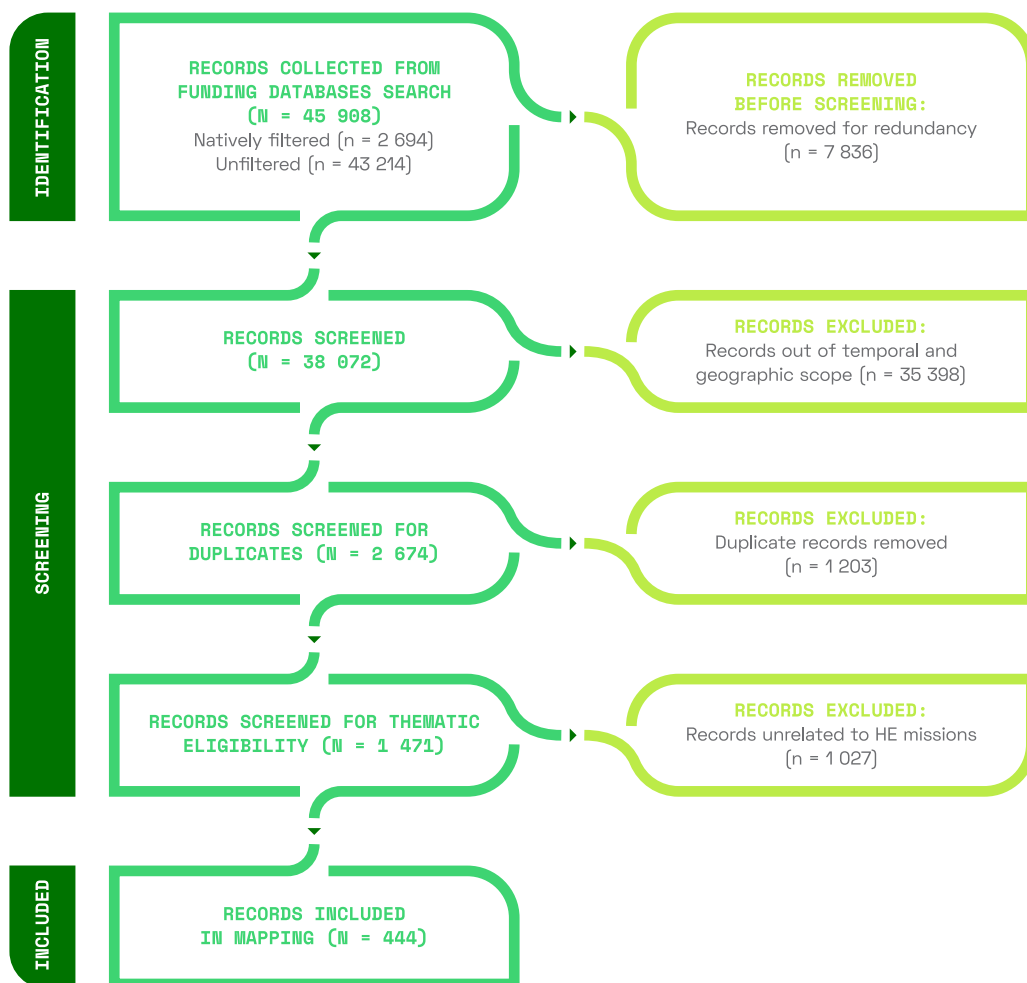 IDENTIFICATION
RECORDS COLLECTED FROM
FUNDING DATABASES SEARCH
(N = 45 908)
Natively filtered (n = 2 694)
Unfiltered (n = 43 214)
RECORDS REMOVED
BEFORE SCREENING:
Records removed for redundancy
(n = 7 836)
SCREENING
RECORDS SCREENED
(N = 38 072)
RECORDS EXCLUDED:
Records out of temporal and
geographic scope (n = 35 398)
RECORDS SCREENED FOR
DUPLICATES (N = 2 674)
RECORDS EXCLUDED:
Duplicate records removed
(n = 1 203)
RECORDS SCREENED FOR THEMATIC
ELIGIBILITY (N = 1 471)
RECORDS EXCLUDED:
Records unrelated to HE missions
(n = 1 027)
INCLUDED
RECORDS INCLUDED
IN MAPPING (N = 444)